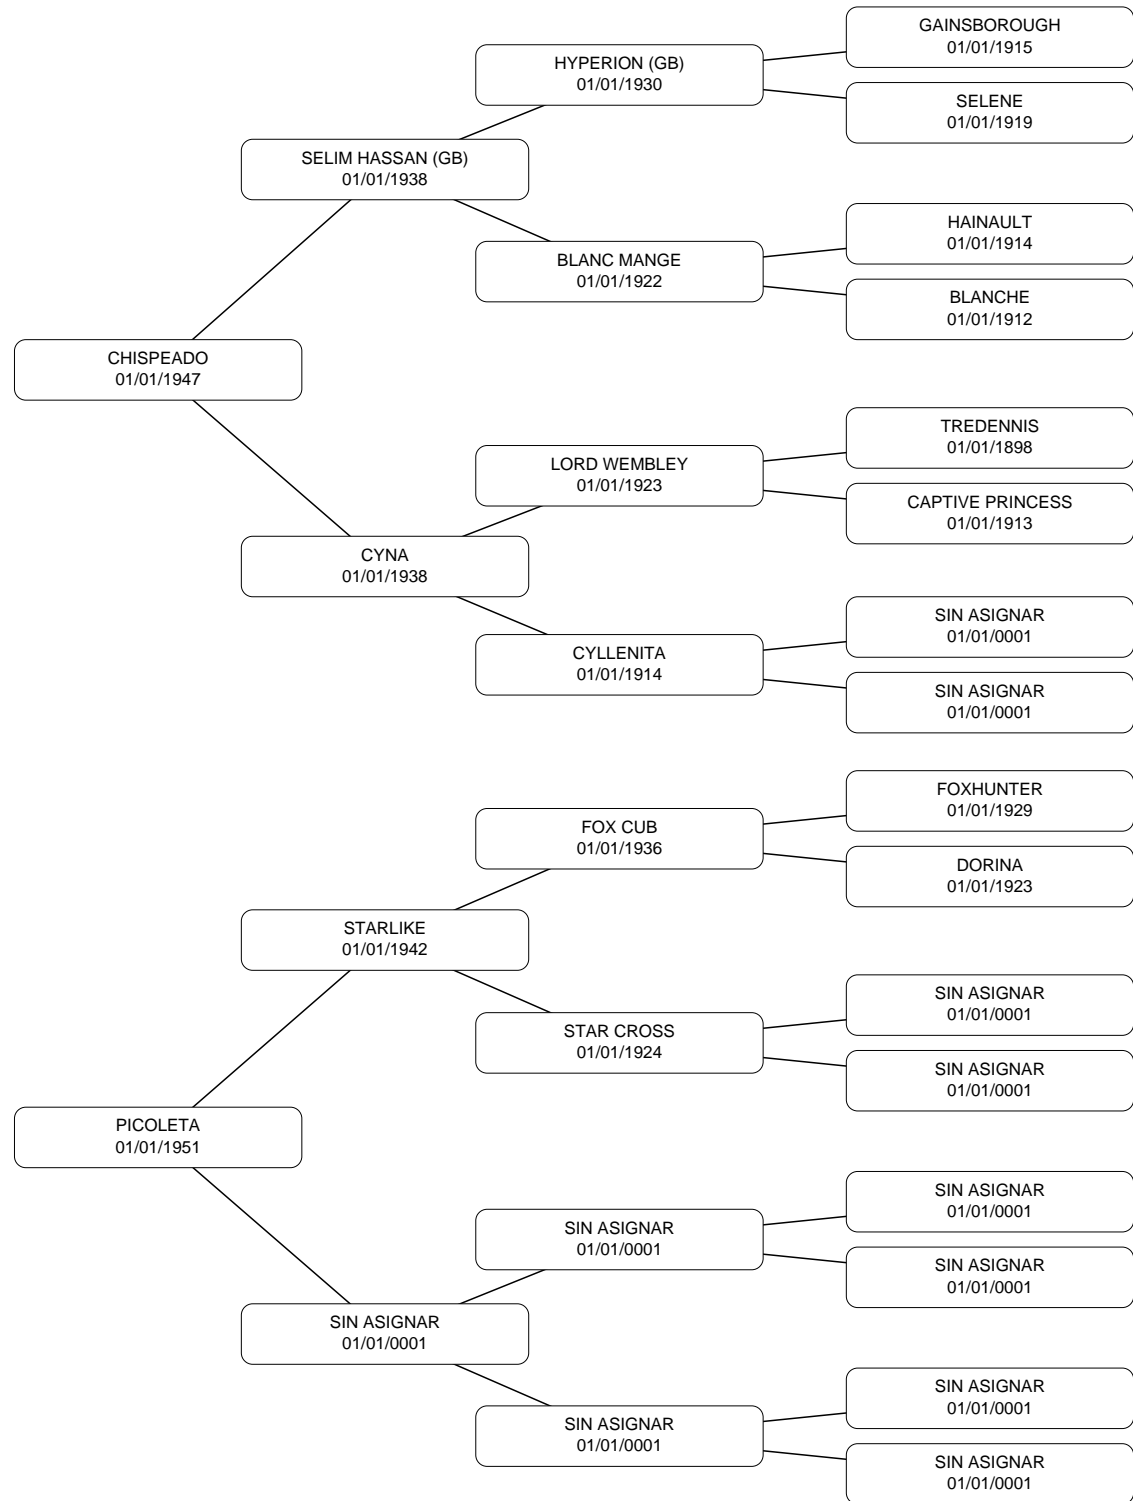 GAINSBOROUGH
01/01/1915
HYPERION (GB)
01/01/1930
SELENE
01/01/1919
SELIM HASSAN (GB)
01/01/1938
HAINAULT
01/01/1914
BLANC MANGE
01/01/1922
BLANCHE
01/01/1912
CHISPEADO
01/01/1947
TREDENNIS
01/01/1898
LORD WEMBLEY
01/01/1923
CAPTIVE PRINCESS
01/01/1913
CYNA
01/01/1938
SIN ASIGNAR
01/01/0001
CYLLENITA
01/01/1914
SIN ASIGNAR
01/01/0001
FOXHUNTER
01/01/1929
FOX CUB
01/01/1936
DORINA
01/01/1923
STARLIKE
01/01/1942
SIN ASIGNAR
01/01/0001
STAR CROSS
01/01/1924
SIN ASIGNAR
01/01/0001
PICOLETA
01/01/1951
SIN ASIGNAR
01/01/0001
SIN ASIGNAR
01/01/0001
SIN ASIGNAR
01/01/0001
SIN ASIGNAR
01/01/0001
SIN ASIGNAR
01/01/0001
SIN ASIGNAR
01/01/0001
SIN ASIGNAR
01/01/0001